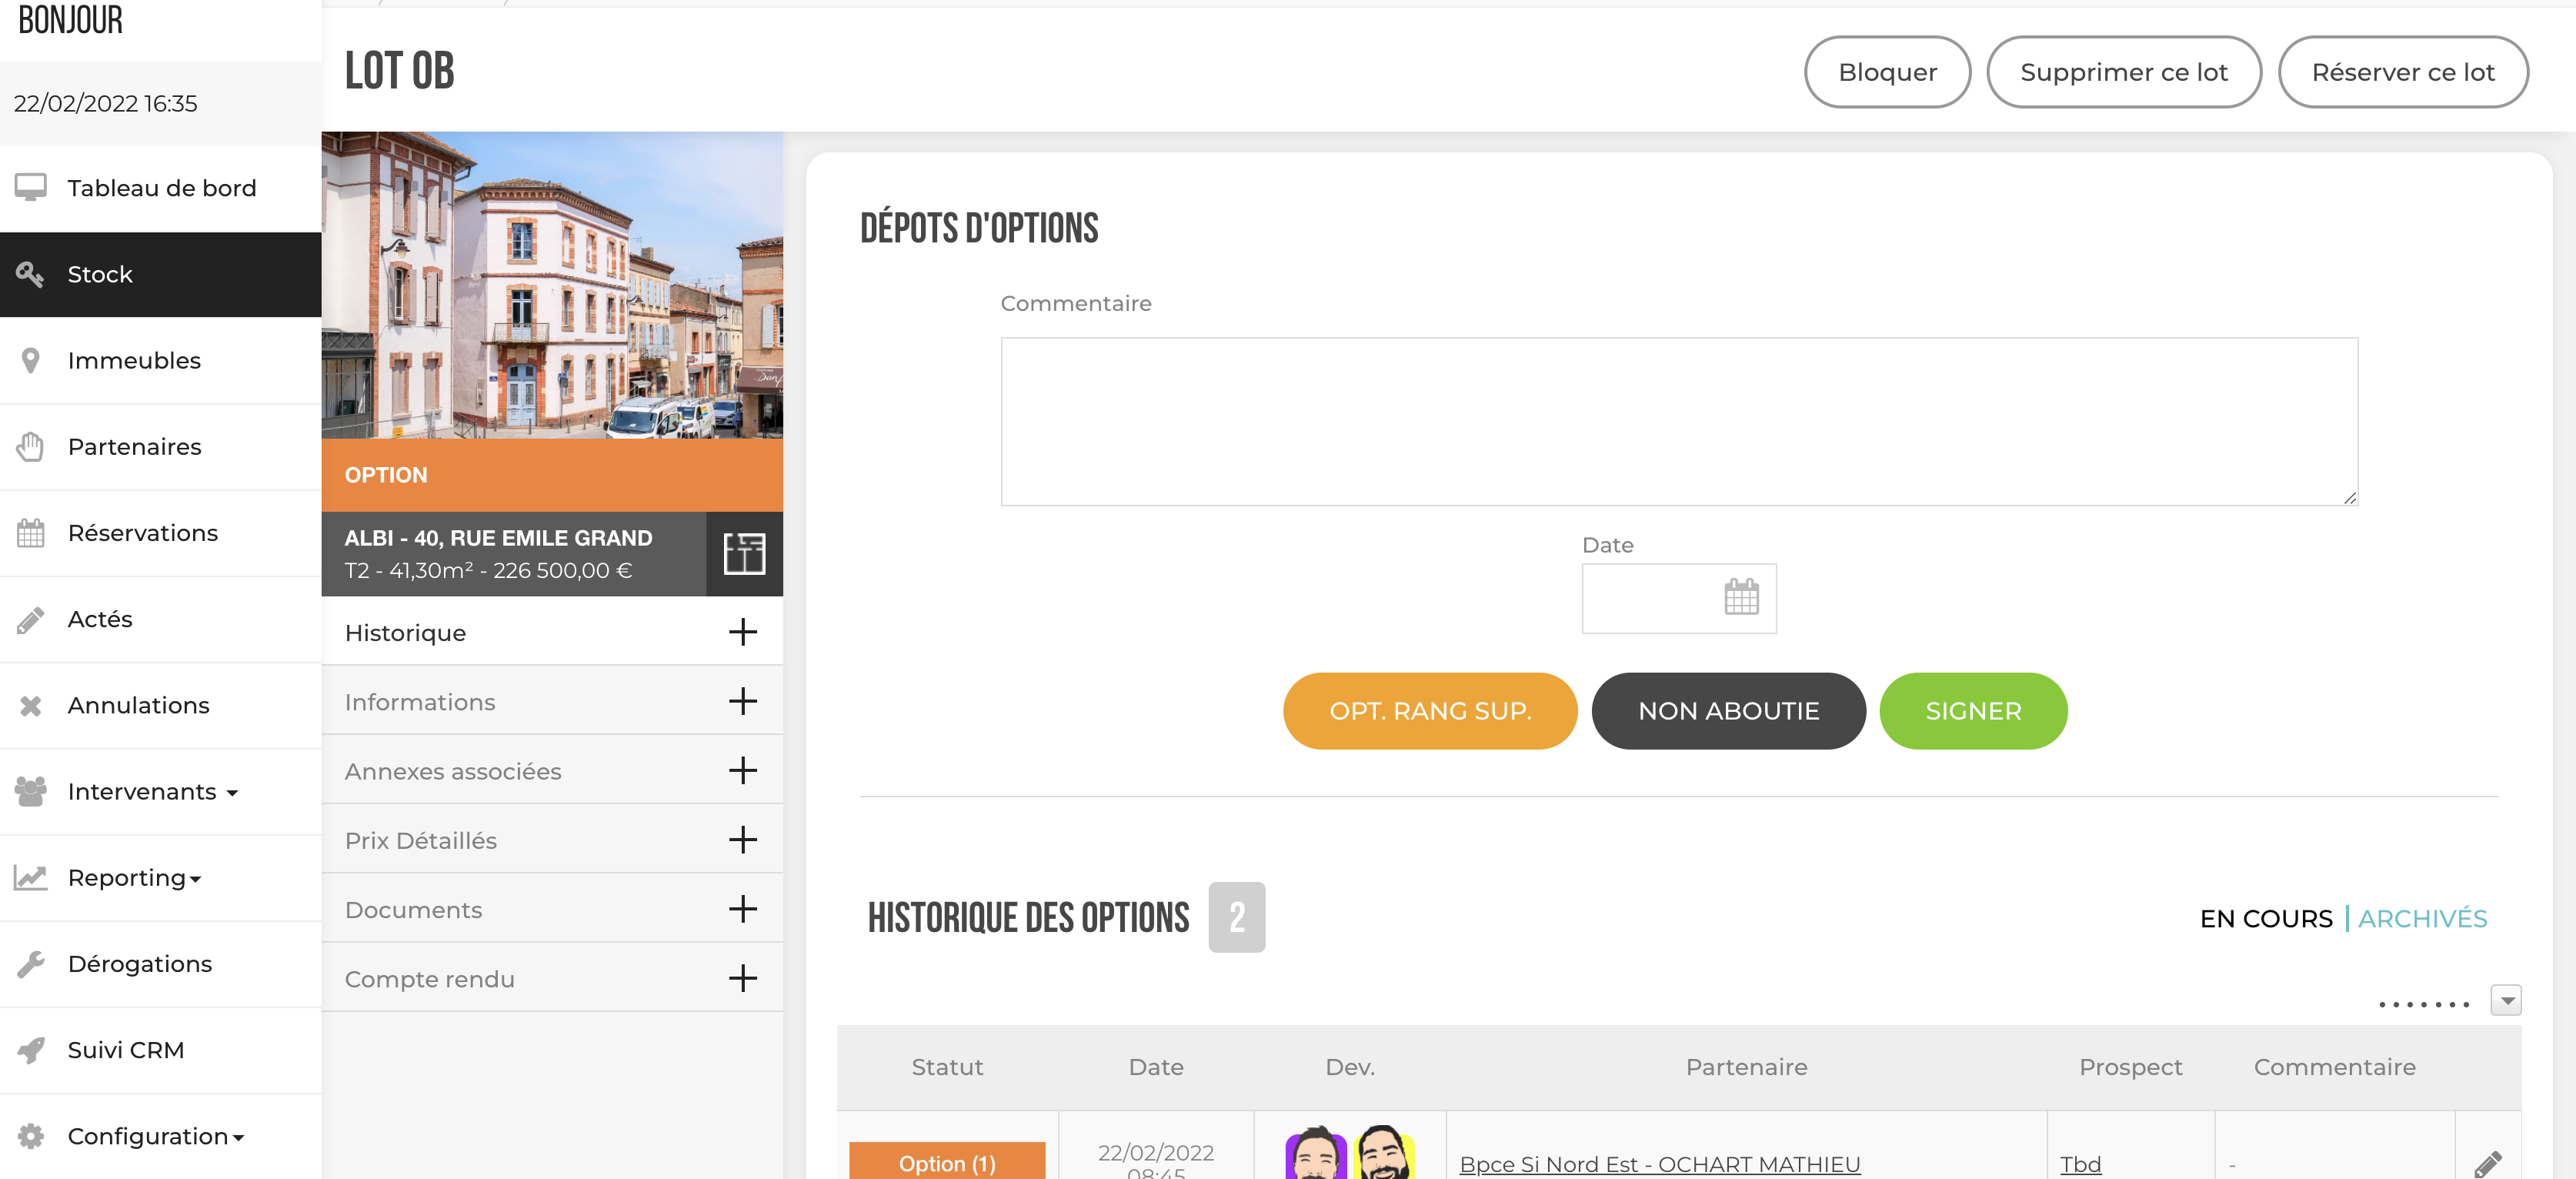 BONJOUR
22/02/2022 16:35
Tableau de bord
Stock
Immeubles
Partenaires
Réservations
Actés
Annulations
Intervenants
Reporting
Dérogations
Suivi CRM
Configuration
LOT 0B
Bloquer
Supprimer ce lot
Réserver ce lot
OPTION
ALBI - 40, RUE EMILE GRAND
T2 - 41,30m² - 226 500,00 €
Historique
Informations
Annexes associées
Prix Détaillés
Documents
Compte rendu
DÉPOTS D'OPTIONS
Commentaire
Date
OPT. RANG SUP.
NON ABOUTIE
SIGNER
HISTORIQUE DES OPTIONS 2
EN COURS | ARCHIVÉS
Statut Date Dev. Partenaire Prospect Commentaire
Option (1) 22/02/2022 08:45 Bpce Si Nord Est - OCHART MATHIEU Tbd -